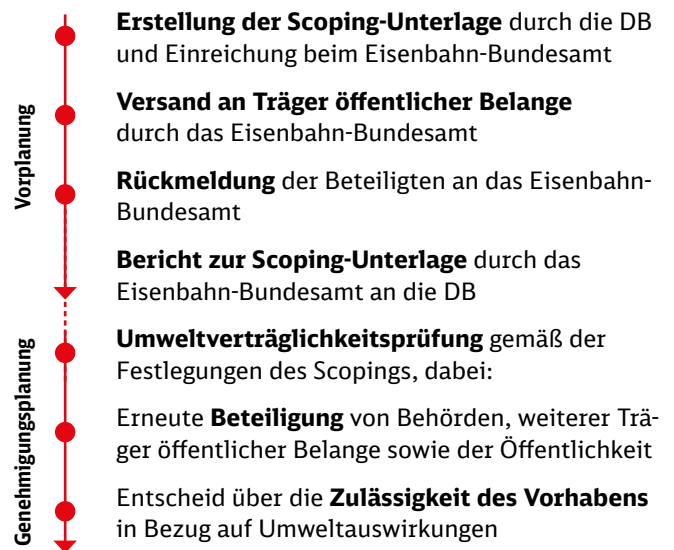 Vorplanung
Erstellung der Scoping-Unterlage durch die DB
und Einreichung beim Eisenbahn-Bundesamt
Versand an Träger öffentlicher Belange
durch das Eisenbahn-Bundesamt
Rückmeldung der Beteiligten an das Eisenbahn-
Bundesamt
Bericht zur Scoping-Unterlage durch das
Eisenbahn-Bundesamt an die DB
Genehmigungsplanung
Umweltverträglichkeitsprüfung gemäß der
Festlegungen des Scopings, dabei:
Erneute Beteiligung von Behörden, weiterer Trä-
ger öffentlicher Belange sowie der Öffentlichkeit
Entscheid über die Zulässigkeit des Vorhabens
in Bezug auf Umweltauswirkungen